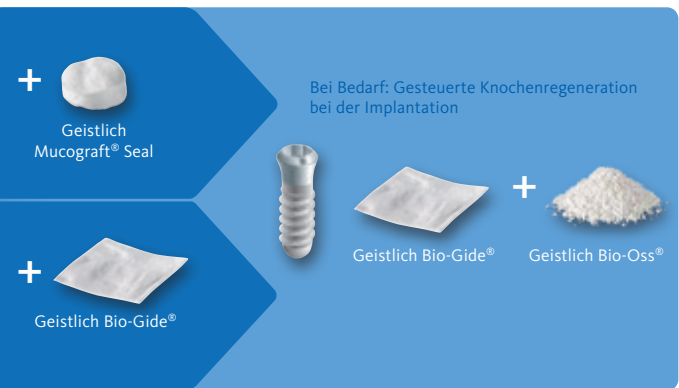 +
Geistlich
Mucograft® Seal
+
Geistlich Bio-Gide®
Bei Bedarf: Gesteuerte Knochenregeneration
bei der Implantation
+
Geistlich Bio-Gide®
Geistlich Bio-Oss®